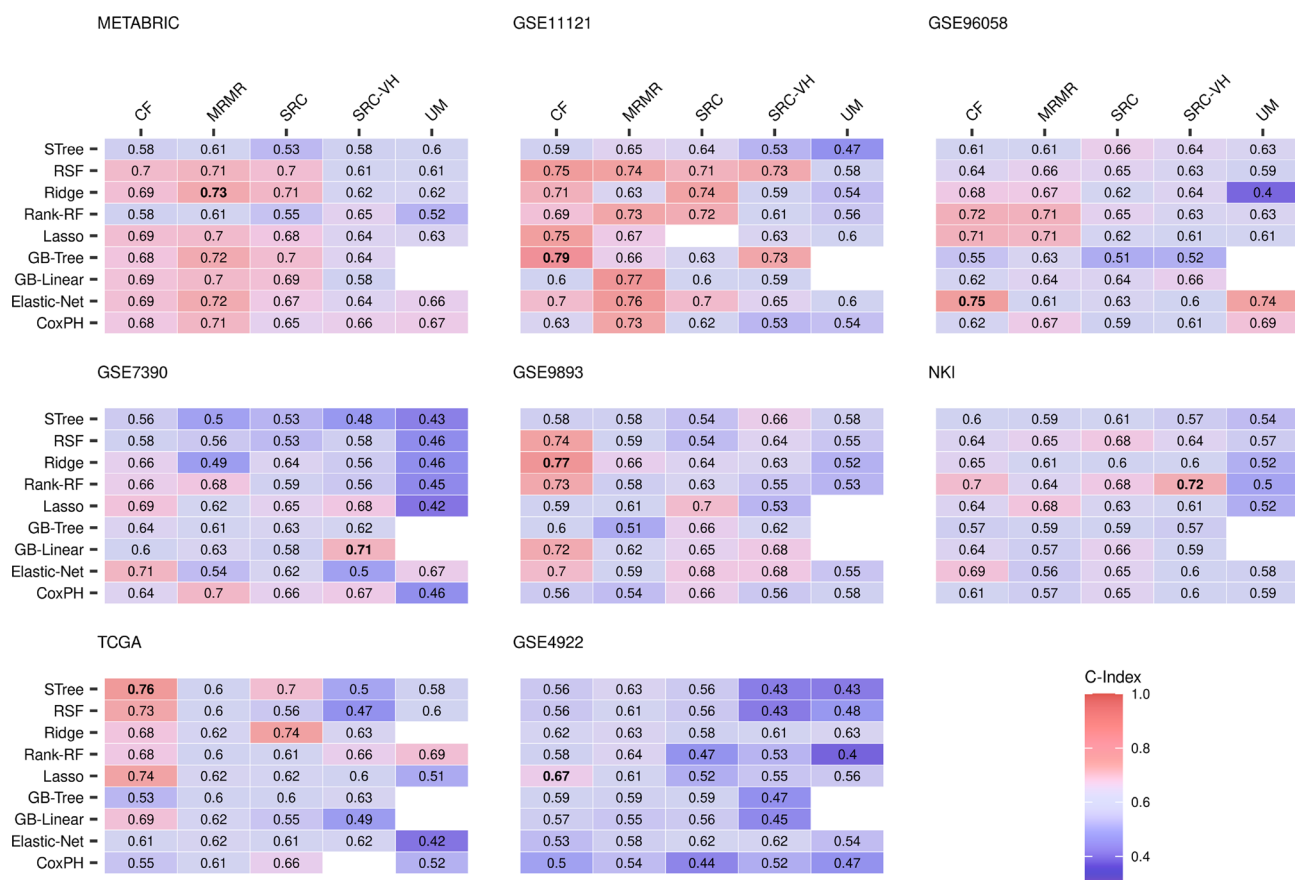 METABRIC GSE11121 GSE96058
CF MRMR SRC SRC-VH UM CF MRMR SRC SRC-VH UM CF MRMR SRC SRC-VH UM
STree 0.58 0.61 0.53 0.58 0.6 0.59 0.65 0.64 0.53 0.47 0.61 0.61 0.66 0.64 0.63
RSF 0.7 0.71 0.7 0.61 0.61 0.75 0.74 0.71 0.73 0.58 0.64 0.66 0.65 0.63 0.59
Ridge 0.69 0.73 0.71 0.62 0.62 0.71 0.63 0.74 0.59 0.54 0.68 0.67 0.62 0.64 0.4
Rank-RF 0.58 0.61 0.55 0.65 0.52 0.69 0.73 0.72 0.61 0.56 0.72 0.71 0.65 0.63 0.63
Lasso 0.69 0.7 0.68 0.64 0.63 0.75 0.67 0.63 0.6 0.71 0.71 0.62 0.61 0.61
GB-Tree 0.68 0.72 0.7 0.64 0.79 0.66 0.63 0.73 0.55 0.63 0.51 0.52
GB-Linear 0.69 0.7 0.69 0.58 0.6 0.77 0.6 0.59 0.62 0.64 0.64 0.66
Elastic-Net 0.69 0.72 0.67 0.64 0.66 0.7 0.76 0.7 0.65 0.6 0.75 0.61 0.63 0.6 0.74
CoxPH 0.68 0.71 0.65 0.66 0.67 0.63 0.73 0.62 0.53 0.54 0.62 0.67 0.59 0.61 0.69
GSE7390 GSE9893 NKI
STree 0.56 0.5 0.53 0.48 0.43 0.58 0.58 0.54 0.66 0.58 0.6 0.59 0.61 0.57 0.54
RSF 0.58 0.56 0.53 0.58 0.46 0.74 0.59 0.54 0.64 0.55 0.64 0.65 0.68 0.64 0.57
Ridge 0.66 0.49 0.64 0.56 0.46 0.77 0.66 0.64 0.63 0.52 0.65 0.61 0.6 0.6 0.52
Rank-RF 0.66 0.68 0.59 0.56 0.45 0.73 0.58 0.63 0.55 0.53 0.7 0.64 0.68 0.72 0.5
Lasso 0.69 0.62 0.65 0.68 0.42 0.59 0.61 0.7 0.53 0.64 0.68 0.63 0.61 0.52
GB-Tree 0.64 0.61 0.63 0.62 0.6 0.51 0.66 0.62 0.57 0.59 0.59 0.57
GB-Linear 0.6 0.63 0.58 0.71 0.72 0.62 0.65 0.68 0.64 0.57 0.66 0.59
Elastic-Net 0.71 0.54 0.62 0.5 0.67 0.7 0.59 0.68 0.68 0.55 0.69 0.56 0.65 0.6 0.58
CoxPH 0.64 0.7 0.66 0.67 0.46 0.56 0.54 0.66 0.56 0.58 0.61 0.57 0.65 0.6 0.59
TCGA GSE4922
STree 0.76 0.6 0.7 0.5 0.58 0.56 0.63 0.56 0.43 0.43
RSF 0.73 0.6 0.56 0.47 0.6 0.56 0.61 0.56 0.43 0.48
Ridge 0.68 0.62 0.74 0.63 0.62 0.63 0.58 0.61 0.63
Rank-RF 0.68 0.6 0.61 0.66 0.69 0.58 0.64 0.47 0.53 0.4
Lasso 0.74 0.62 0.62 0.6 0.51 0.67 0.61 0.52 0.55 0.56
GB-Tree 0.53 0.6 0.6 0.63 0.59 0.59 0.59 0.47
GB-Linear 0.69 0.62 0.55 0.49 0.57 0.55 0.56 0.45
Elastic-Net 0.61 0.62 0.61 0.62 0.42 0.53 0.58 0.62 0.62 0.54
CoxPH 0.55 0.61 0.66 0.52 0.5 0.54 0.44 0.52 0.47
C-Index
1.0
0.8
0.6
0.4